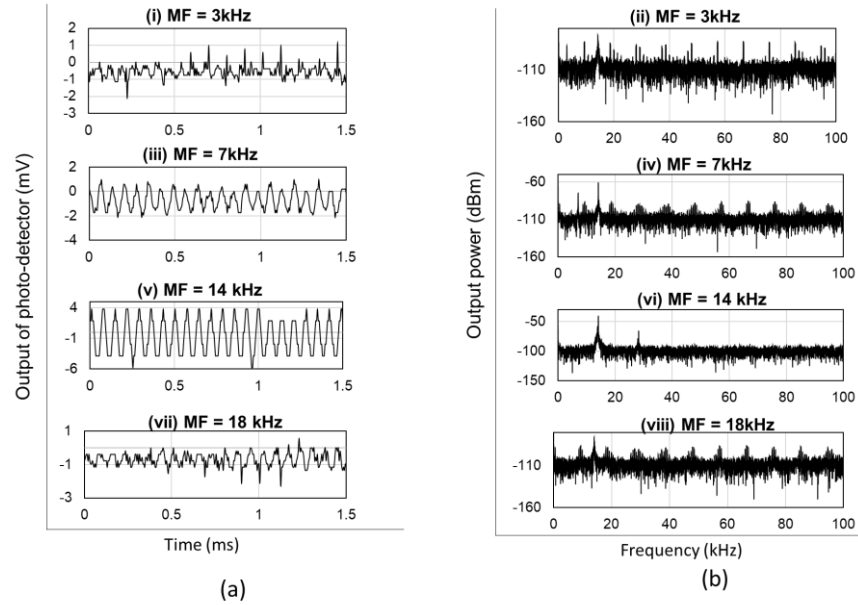 (i) MF = 3kHz
2
1
0
-1
-2
-3
0 0.5 1 1.5
(iii) MF = 7kHz
2
0
-2
-4
0 0.5 1 1.5
(v) MF = 14 kHz
4
-1
-6
0 0.5 1 1.5
(vii) MF = 18 kHz
1
-1
-3
0 0.5 1 1.5
Output of photo-detector (mV)
Time (ms)
(a)
(ii) MF = 3kHz
-110
-160
0 20 40 60 80 100
(iv) MF = 7kHz
-60
-110
-160
0 20 40 60 80 100
(vi) MF = 14 kHz
-50
-100
-150
0 20 40 60 80 100
(viii) MF = 18kHz
-110
-160
0 20 40 60 80 100
Output power (dBm)
Frequency (kHz)
(b)